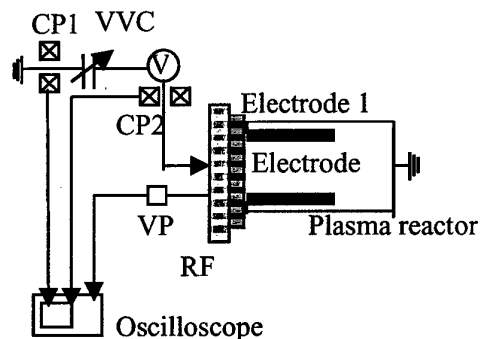 CP1
VVC
V
CP2
Electrode 1
Electrode
VP
Plasma reactor
RF
Oscilloscope